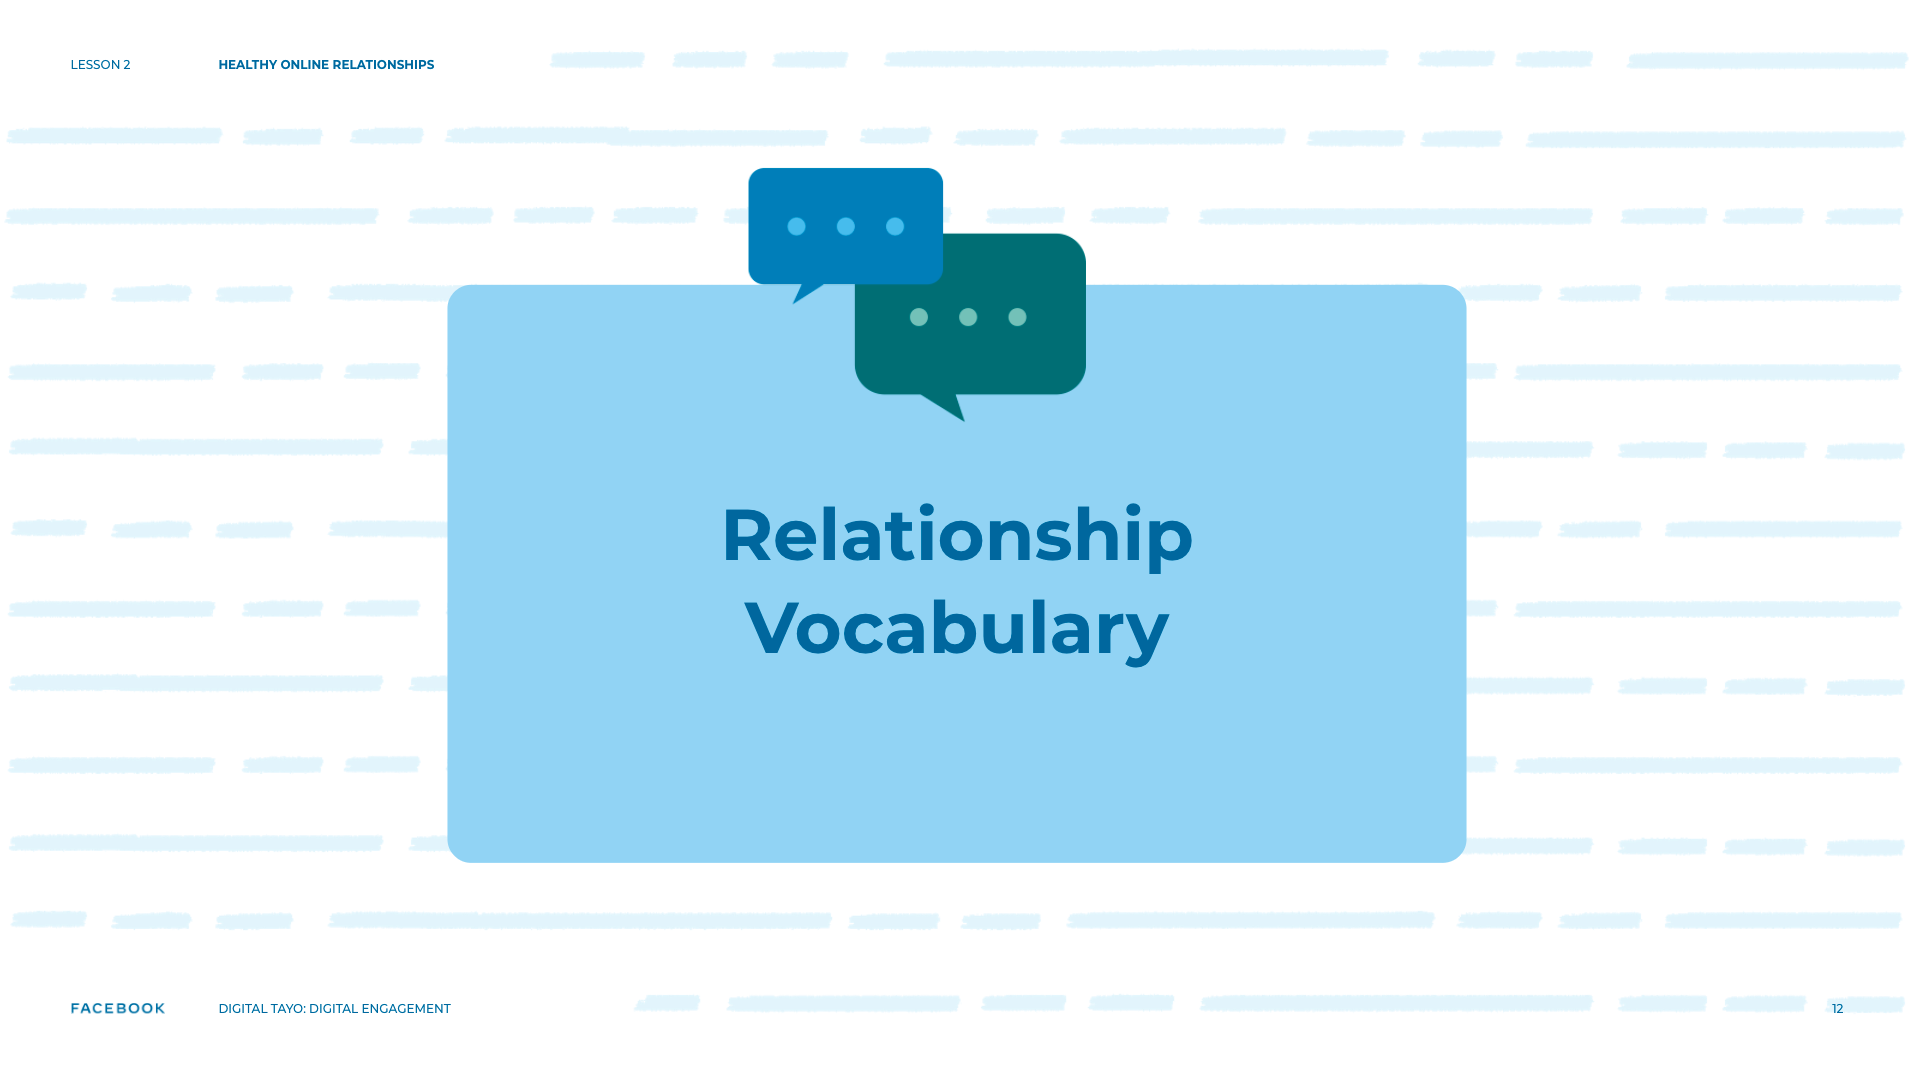 LESSON 2
HEALTHY ONLINE RELATIONSHIPS
Relationship
Vocabulary
FACEBOOK
DIGITAL TAYO: DIGITAL ENGAGEMENT
12